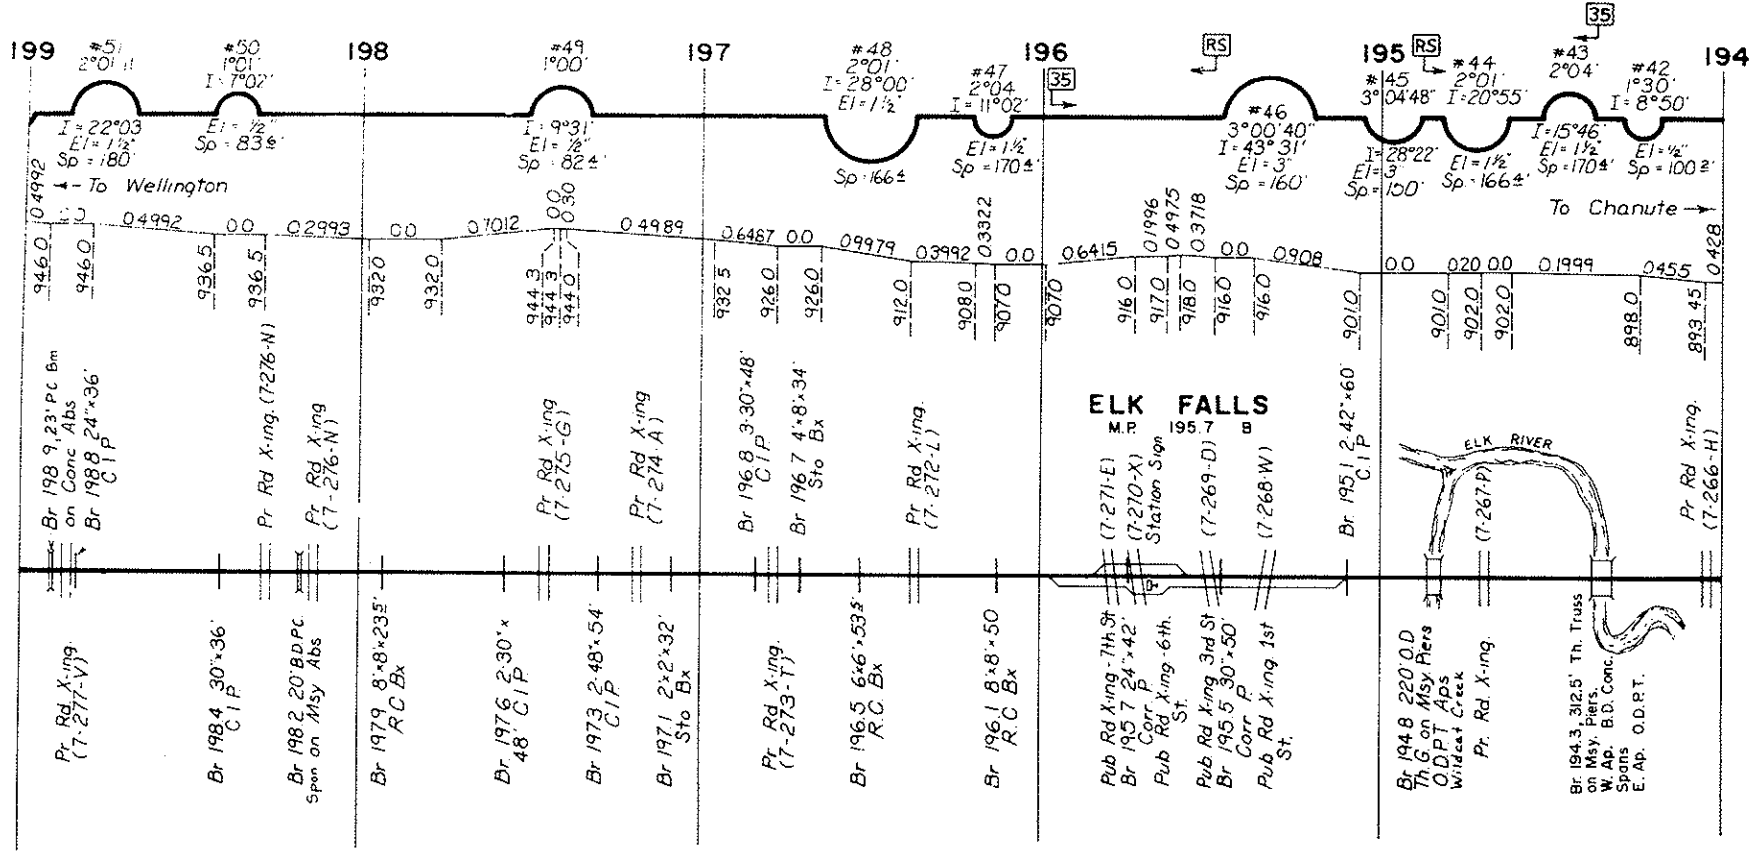 199
198
197
196
195
194
#51
2°01'11
#50
1°01'
I=7°02'
#49
1°00'
#48
2°01'
I=28°00'
El=1½"
#47
2°04
I=11°02'
35
RS
RS
35
#45
3°04'48"
#44
2°01'
I=20°55'
#43
2°04'
#42
1°30'
I=8°50'
I=22°03
El=1½"
Sp=180'
El=½"
Sp=83±
I=9°31'
El=½"
Sp=82±
Sp=166±
El=1½"
Sp=170±
#46
3°00'40"
I=43°31'
El=3"
Sp=160'
I=28°22'
El=3"
Sp=150'
El=1½"
Sp=166±
I=15°46'
El=1½"
Sp=170±
El=½"
Sp=100±
To Wellington
To Chanute
0.4992
0.0
0.4992
0.0
0.2993
0.0
0.7012
0.0
0.30
0.4989
0.6487
0.0
0.9979
0.3992
0.3322
0.0
0.6415
0.1996
0.4975
0.3718
0.0
0.908
0.0
0.20
0.0
0.1999
0.455
0.428
946.0
946.0
936.5
936.5
932.0
932.0
944.3
944.3
944.0
932.5
926.0
926.0
912.0
908.0
907.0
907.0
916.0
917.0
918.0
916.0
916.0
901.0
901.0
902.0
902.0
898.0
893.45
Br 198.9, 23' P.C Bm
on Conc Abs
Br 198.8 24"x36'
C I P
Pr Rd X-ing. (7-276-N)
Pr Rd X-ing
(7-276-N)
Pr Rd X-ing
(7-275-G)
Pr Rd X-ing
(7-274-A)
Br 196.8 3-30"x48'
C I P
Br 196.7 4'x8'x34'
Sto Bx
Pr Rd X-ing.
(7-272-L)
ELK FALLS
M.P. 195.7 B
(7-271-E)
(7-270-X)
Station Sign
(7-269-D)
(7-268-W)
Br 195.1 2-42"x60'
C I P
ELK RIVER
(7-267-P)
Pr Rd X-ing.
(7-266-H)
Pr Rd X-ing.
(7-277-V)
Br 198.4 30"x36'
C I P
Br 198.2 20' B.D.P.C
Span on Msy Abs
Br 197.9 8'x8'x23.5'
R C Bx
Br 197.6 2-30"x
48' C I P
Br 197.3 2-48"x54'
C I P
Br 197.1 2'x2'x32'
Sto Bx
Pr Rd X-ing.
(7-273-T)
Br 196.5 6'x6'x53.5'
R.C Bx
Br 196.1 8'x8'x50
R.C Bx
Pub Rd X-ing-7th St
Br 195.7 24"x42'
Corr P.
Pub Rd X-ing-6th.
St.
Pub Rd X-ing 3rd St
Br 195.5 30"x50'
Corr P.
Pub Rd X-ing 1st
St.
Br 194.8 220' O.D
Th.G. on Msy. Piers
O.D.P.T Aps
Wildcat Creek
Pr. Rd X-ing.
Br. 194.3, 312.5' Th. Truss
on Msy. Piers.
W. Ap. B.D. Conc.
Spans
E. Ap. O.D.P.T.